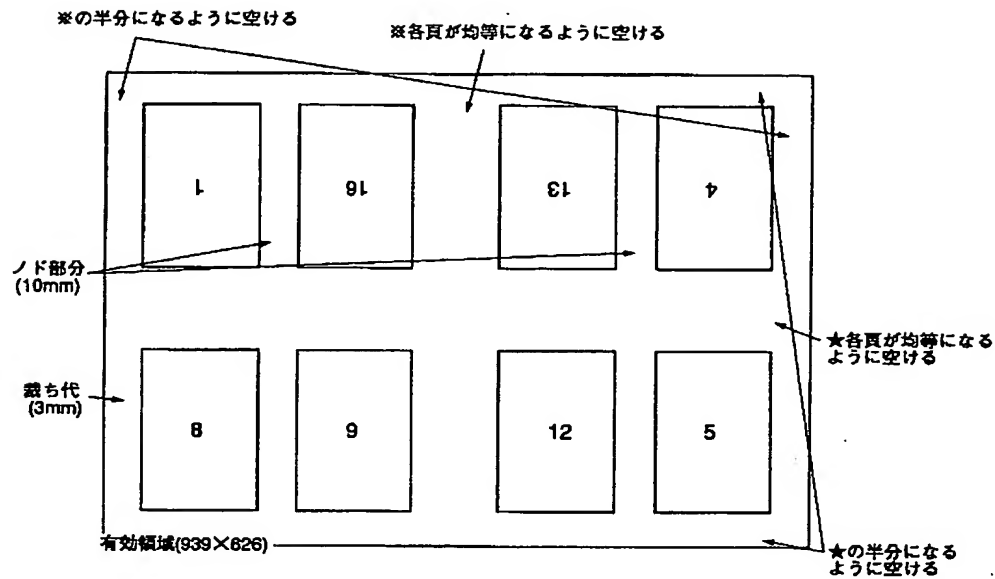 ※の半分になるように空ける
※各頁が均等になるように空ける
1
16
13
4
ノド部分
(10mm)
★各頁が均等になる
ように空ける
裁ち代
(3mm)
8
9
12
5
有効領域(939×626)
★の半分になる
ように空ける